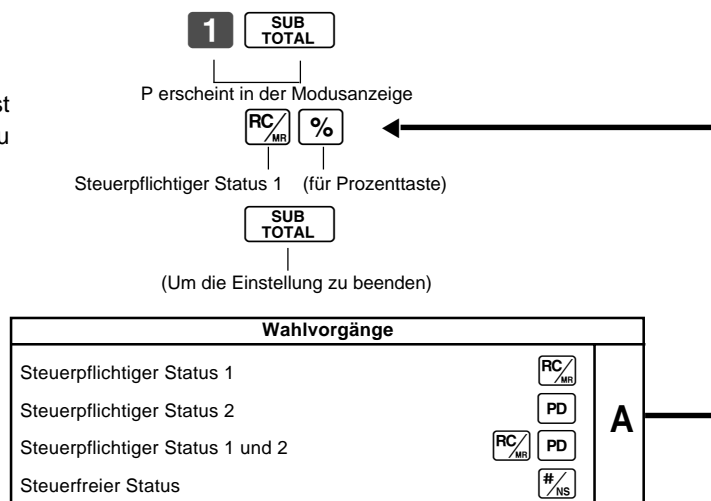 1 SUB TOTAL
P erscheint in der Modusanzeige
st
u
RC/MR %
Steuerpflichtiger Status 1 (für Prozenttaste)
SUB TOTAL
(Um die Einstellung zu beenden)
Wahlvorgänge
Steuerpflichtiger Status 1 RC/MR
Steuerpflichtiger Status 2 PD
A
Steuerpflichtiger Status 1 und 2 RC/MR PD
Steuerfreier Status #/NS